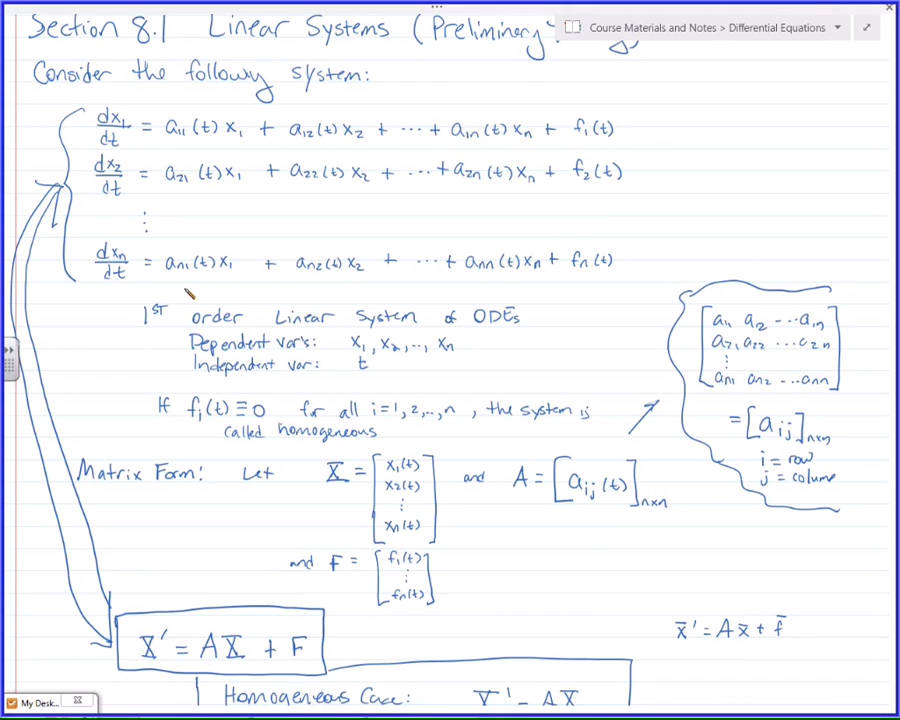 Section 8.1 Linear Systems (Preliminary
Course Materials and Notes > Differential Equations
Consider the followy system:
dx₁/dt = a₁₁(t)x₁ + a₁₂(t)x₂ + ⋯ + a₁n(t)xn + f₁(t)
dx₂/dt = a₂₁(t)x₁ + a₂₂(t)x₂ + ⋯ + a₂n(t)xn + f₂(t)
⋮
dxn/dt = an₁(t)x₁ + an₂(t)x₂ + ⋯ + ann(t)xn + fn(t)
1ST order Linear System of ODEs
Dependent var's: x₁, x₂, .., xn
Independent var: t
[a₁₁ a₁₂ ⋯ a₁n
a₂₁ a₂₂ ⋯ a₂n
⋮
an₁ an₂ ⋯ ann]
= [aij]n×n
i = row
j = column
If fi(t) ≡ 0 for all i=1,2,..,n, the system is
called homogeneous
Matrix Form: Let X = [x₁(t) x₂(t) ⋮ xn(t)] and A = [aij(t)]n×n
and F = [f₁(t) ⋮ fn(t)]
X' = AX + F
x̄' = Ax̄ + f̄
Homogeneous Case: X' = AX
My Desk...